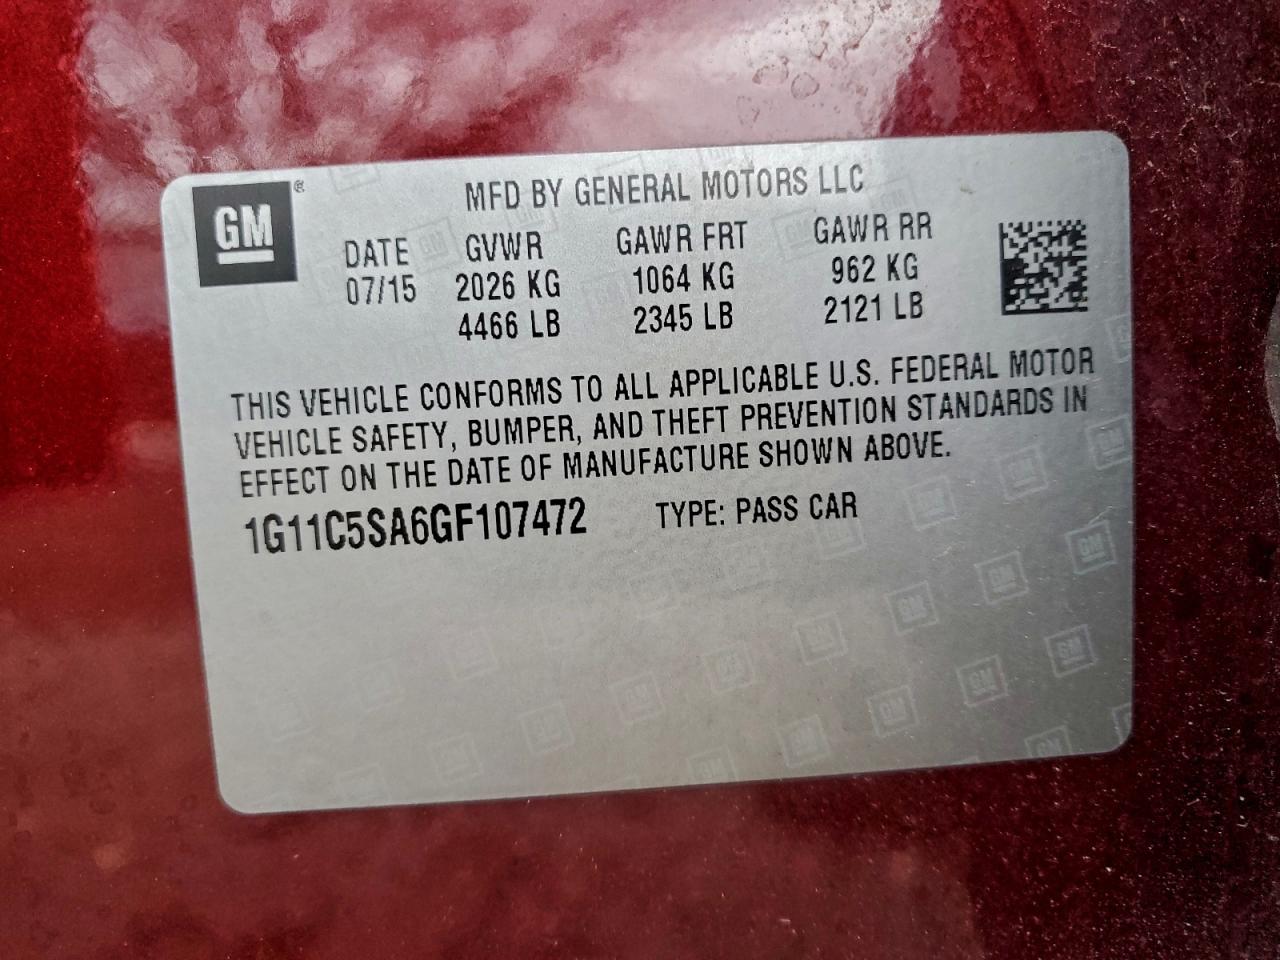 GM®
MFD BY GENERAL MOTORS LLC
DATE GVWR GAWR FRT GAWR RR
07/15 2026 KG 1064 KG 962 KG
4466 LB 2345 LB 2121 LB
THIS VEHICLE CONFORMS TO ALL APPLICABLE U.S. FEDERAL MOTOR
VEHICLE SAFETY, BUMPER, AND THEFT PREVENTION STANDARDS IN
EFFECT ON THE DATE OF MANUFACTURE SHOWN ABOVE.
1G11C5SA6GF107472 TYPE: PASS CAR